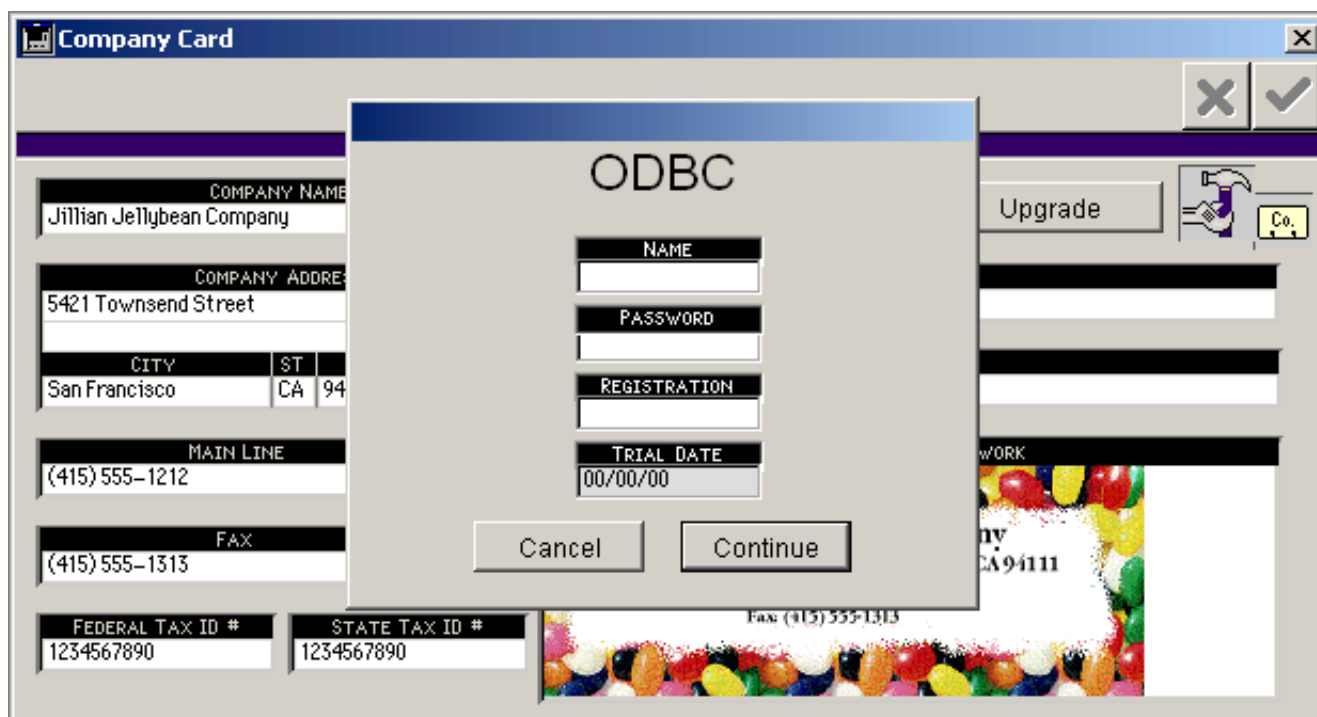 Company Card
ODBC
COMPANY NAME
Jillian Jellybean Company
NAME
Upgrade
Co.
COMPANY ADDRE
5421 Townsend Street
PASSWORD
CITY ST
San Francisco CA 94
REGISTRATION
MAIN LINE
(415) 555-1212
TRIAL DATE
00/00/00
WORK
FAX
(415) 555-1313
Cancel Continue
ny
CA 94111
Fax: (415) 555-1313
FEDERAL TAX ID # STATE TAX ID #
1234567890 1234567890